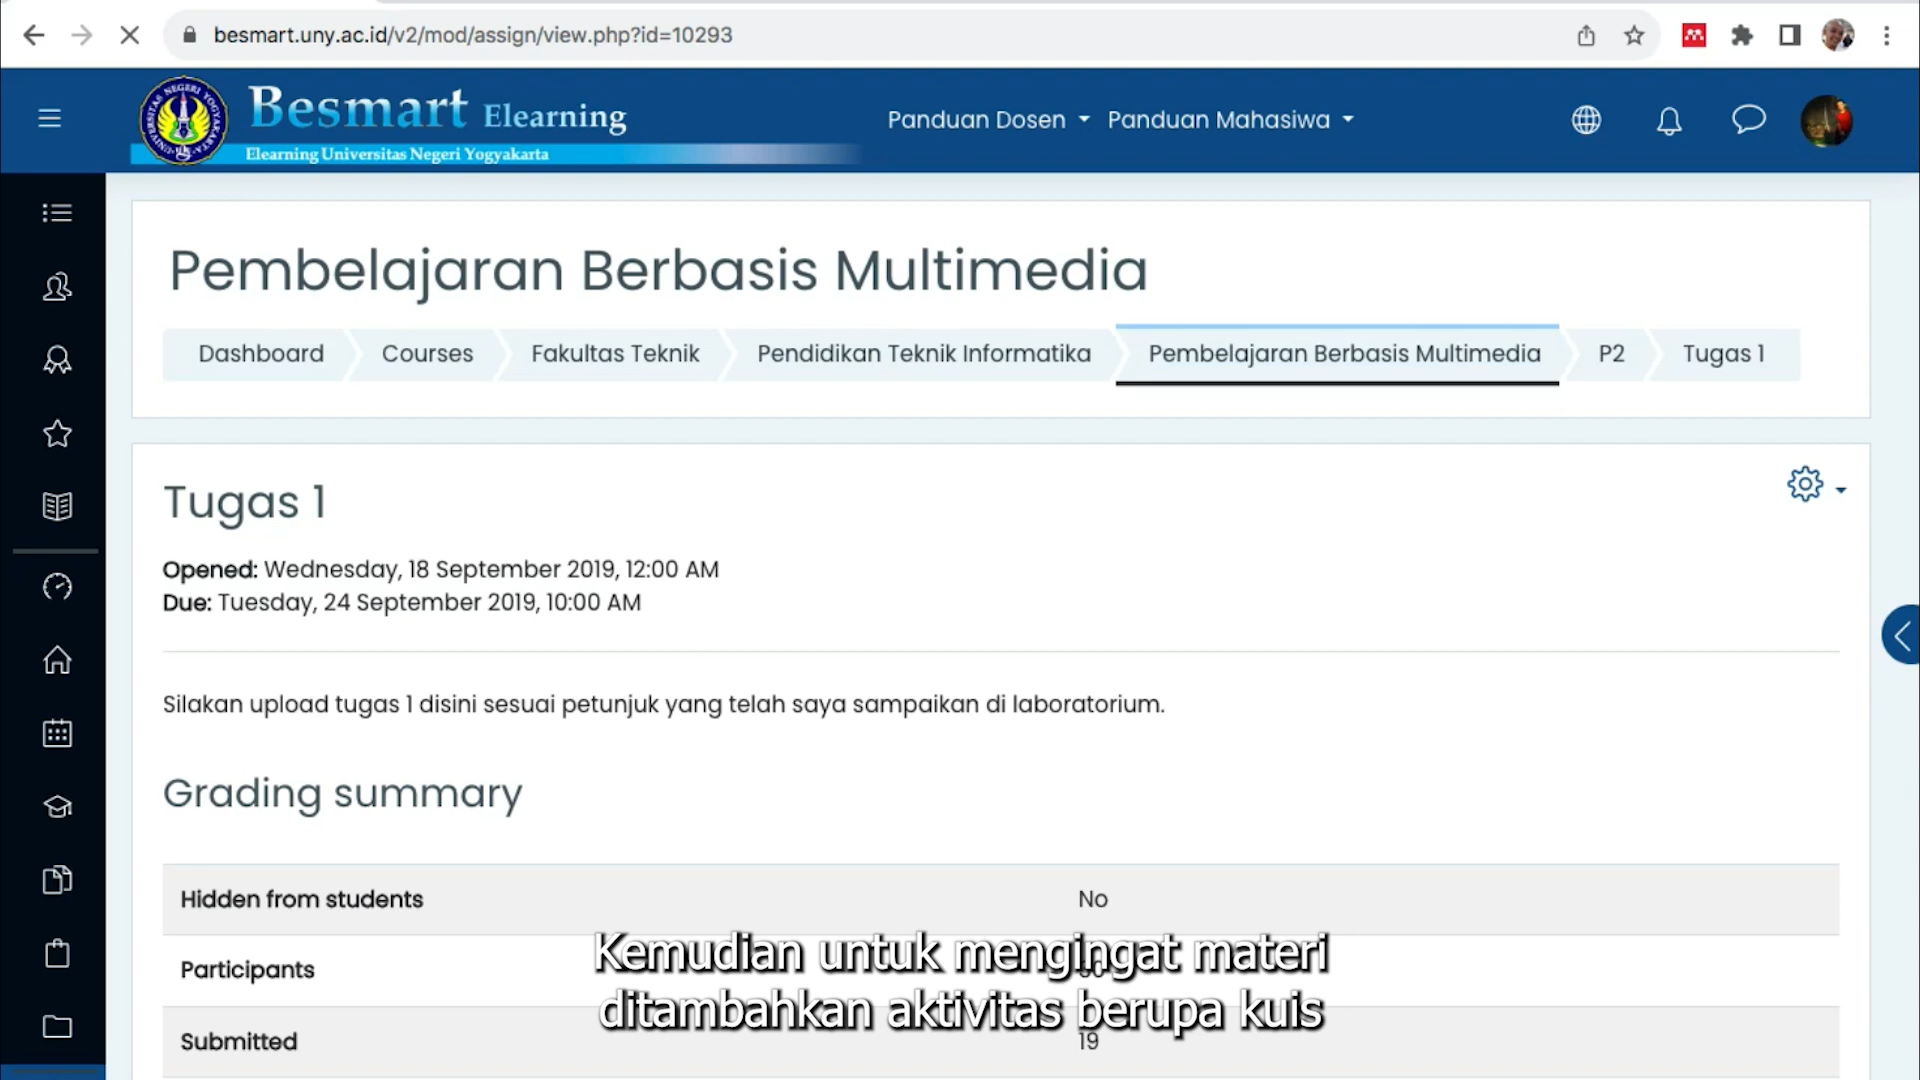 besmart.uny.ac.id/v2/mod/assign/view.php?id=10293
UNIVERSITAS NEGERI YOGYAKARTA
Besmart Elearning
Elearning Universitas Negeri Yogyakarta
Panduan Dosen
Panduan Mahasiwa
Pembelajaran Berbasis Multimedia
Dashboard
Courses
Fakultas Teknik
Pendidikan Teknik Informatika
Pembelajaran Berbasis Multimedia
P2
Tugas 1
Tugas 1
Opened: Wednesday, 18 September 2019, 12:00 AM
Due: Tuesday, 24 September 2019, 10:00 AM
Silakan upload tugas 1 disini sesuai petunjuk yang telah saya sampaikan di laboratorium.
Grading summary
Hidden from students No
Participants
Submitted 19
Kemudian untuk mengingat materi
ditambahkan aktivitas berupa kuis